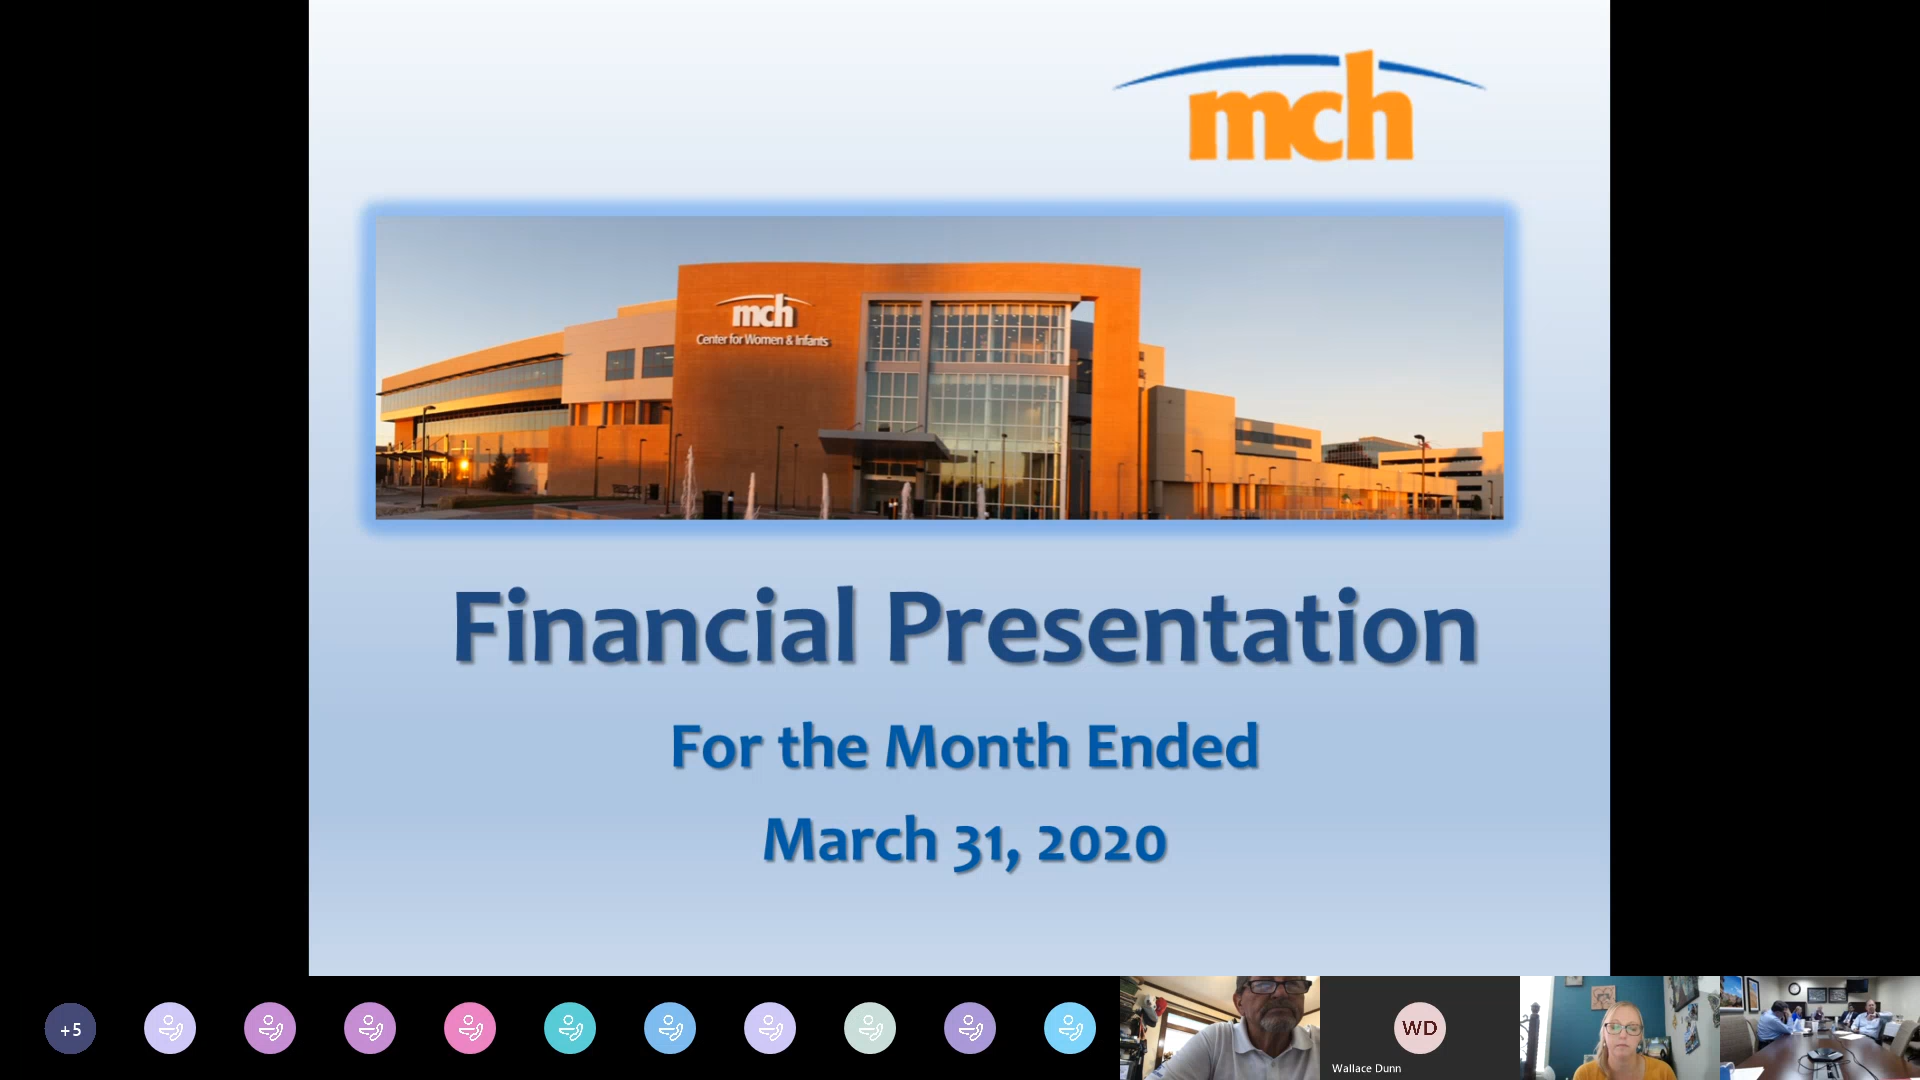 mch
mch
Center for Women & Infants
Financial Presentation
For the Month Ended
March 31, 2020
+5
WD
Wallace Dunn